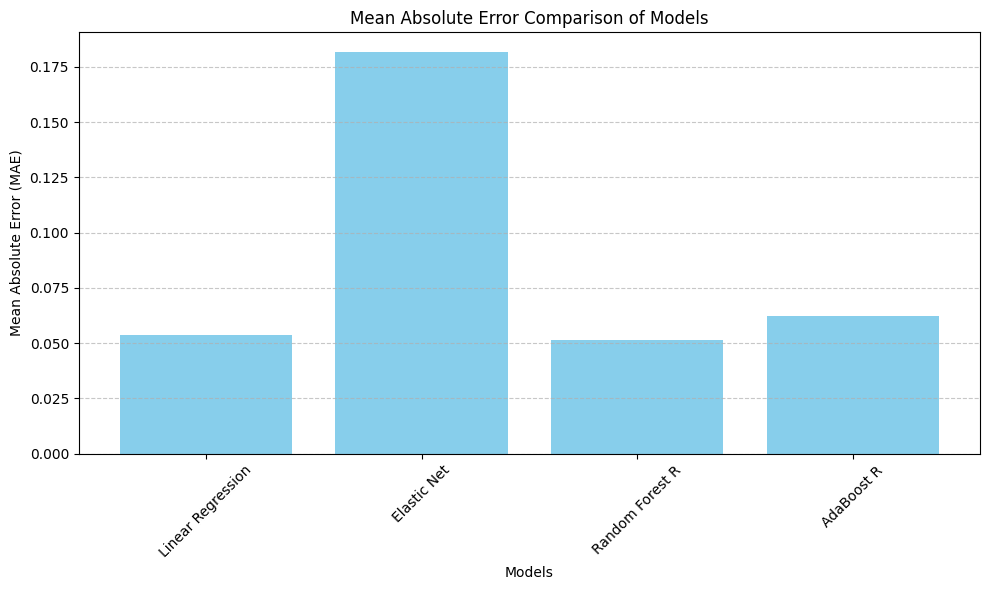 Mean Absolute Error Comparison of Models
Mean Absolute Error (MAE)
0.175
0.150
0.125
0.100
0.075
0.050
0.025
0.000
Linear Regression
Elastic Net
Random Forest R
AdaBoost R
Models